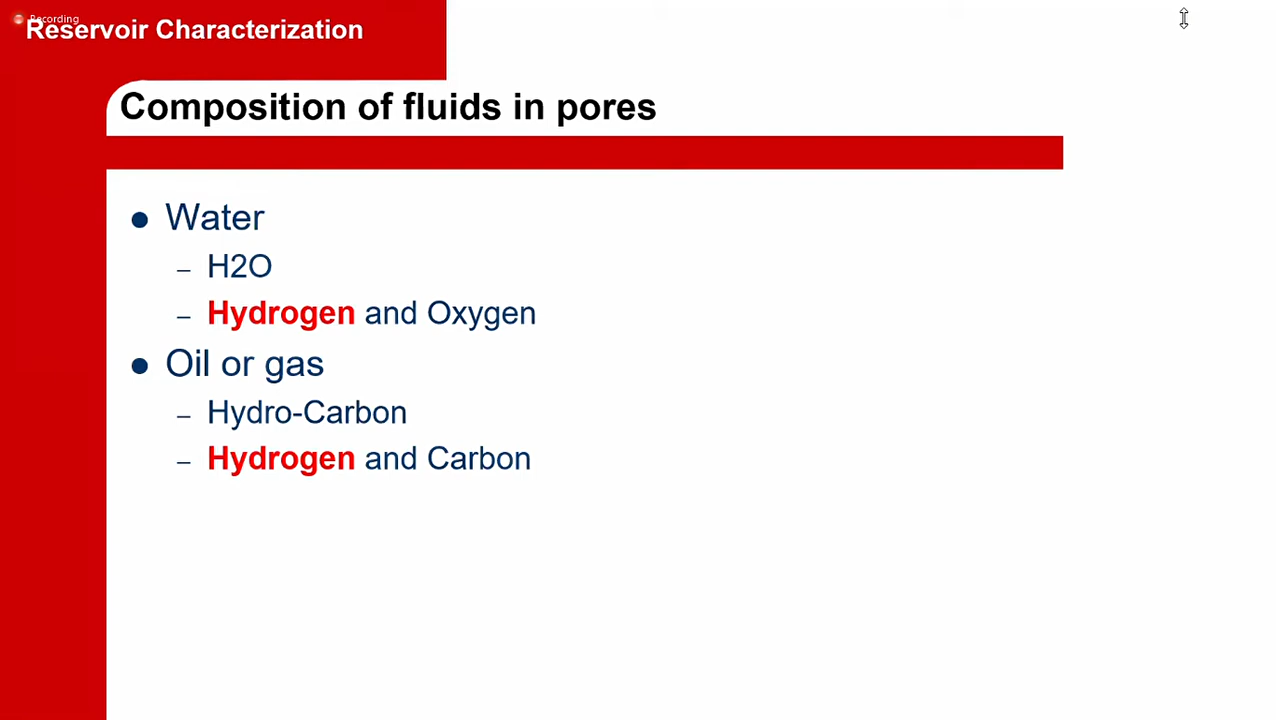 Recording
Reservoir Characterization
Composition of fluids in pores
● Water
– H2O
– Hydrogen and Oxygen
● Oil or gas
– Hydro-Carbon
– Hydrogen and Carbon